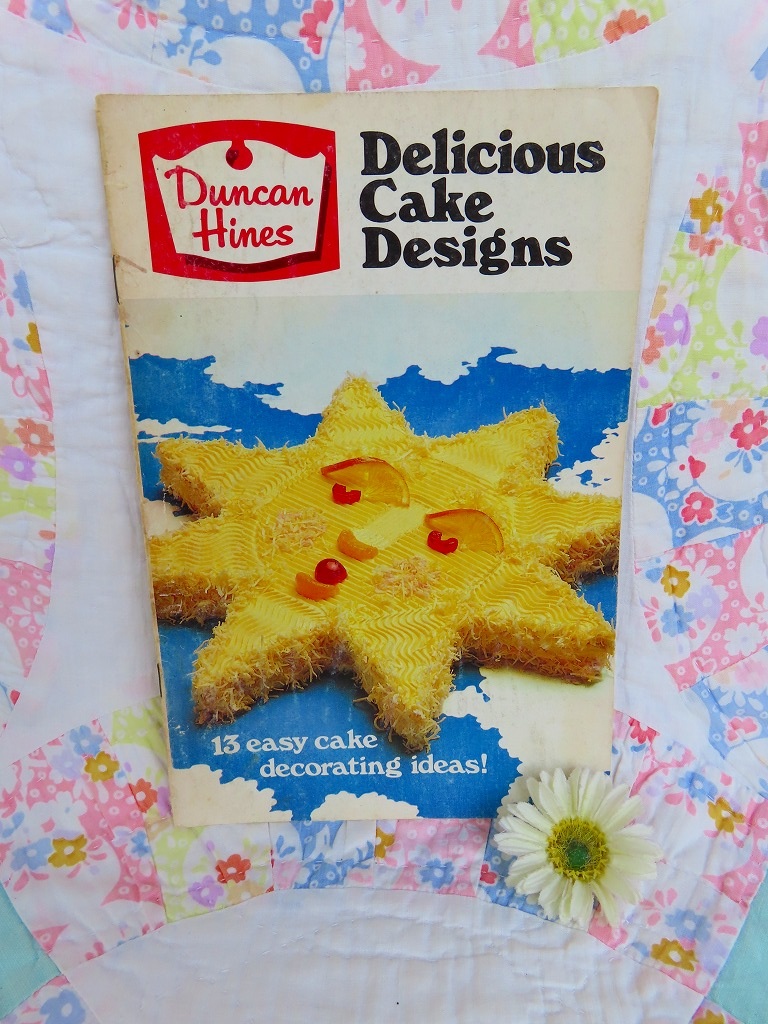 Duncan
Hines
Delicious
Cake
Designs
13 easy cake
decorating ideas!